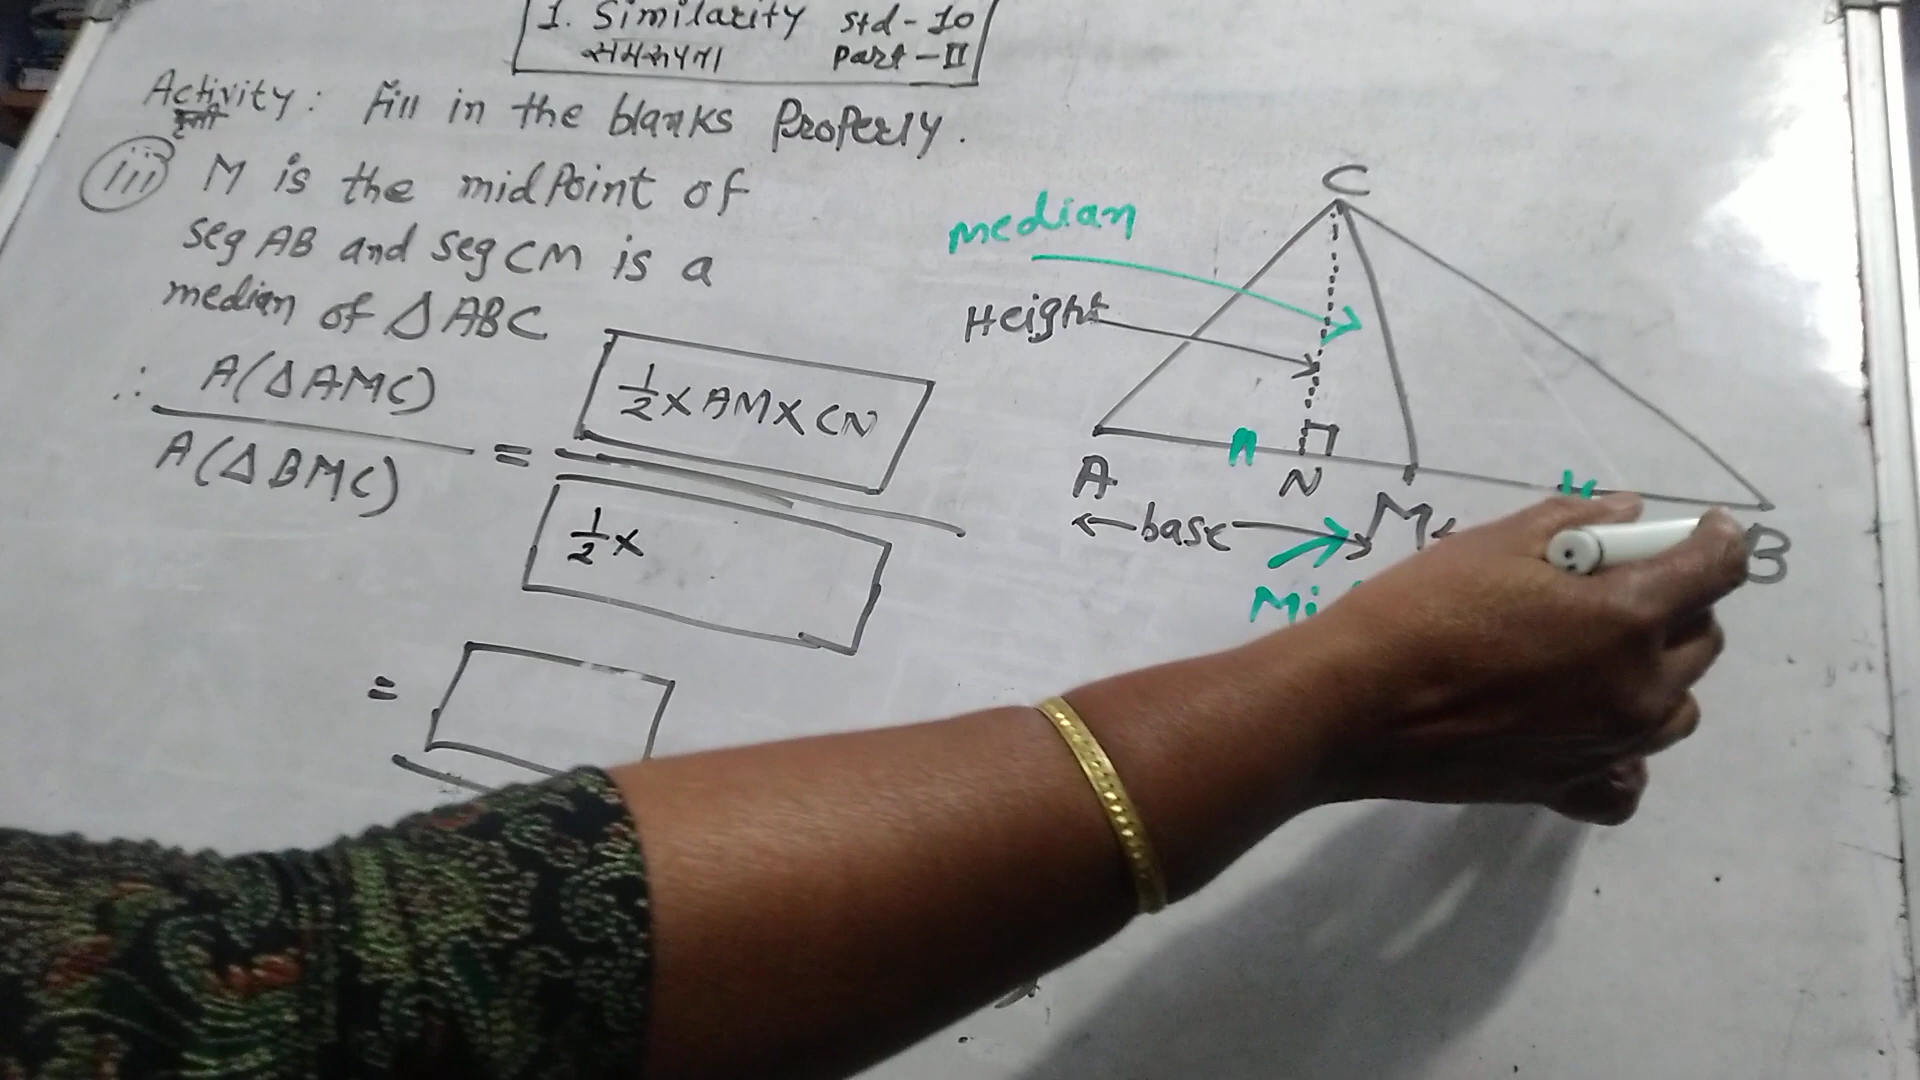 1. Similarity Std-10
समरूपता Part-II
Activity: Fill in the blanks Properly.
कृती
iii M is the midpoint of
seg AB and seg CM is a
median of △ABC
∴ A(△AMC)
A(△BMC)
=
1/2 × AM × CN
1/2 ×
=
C
median
Height
A N M B
←base→
Mi